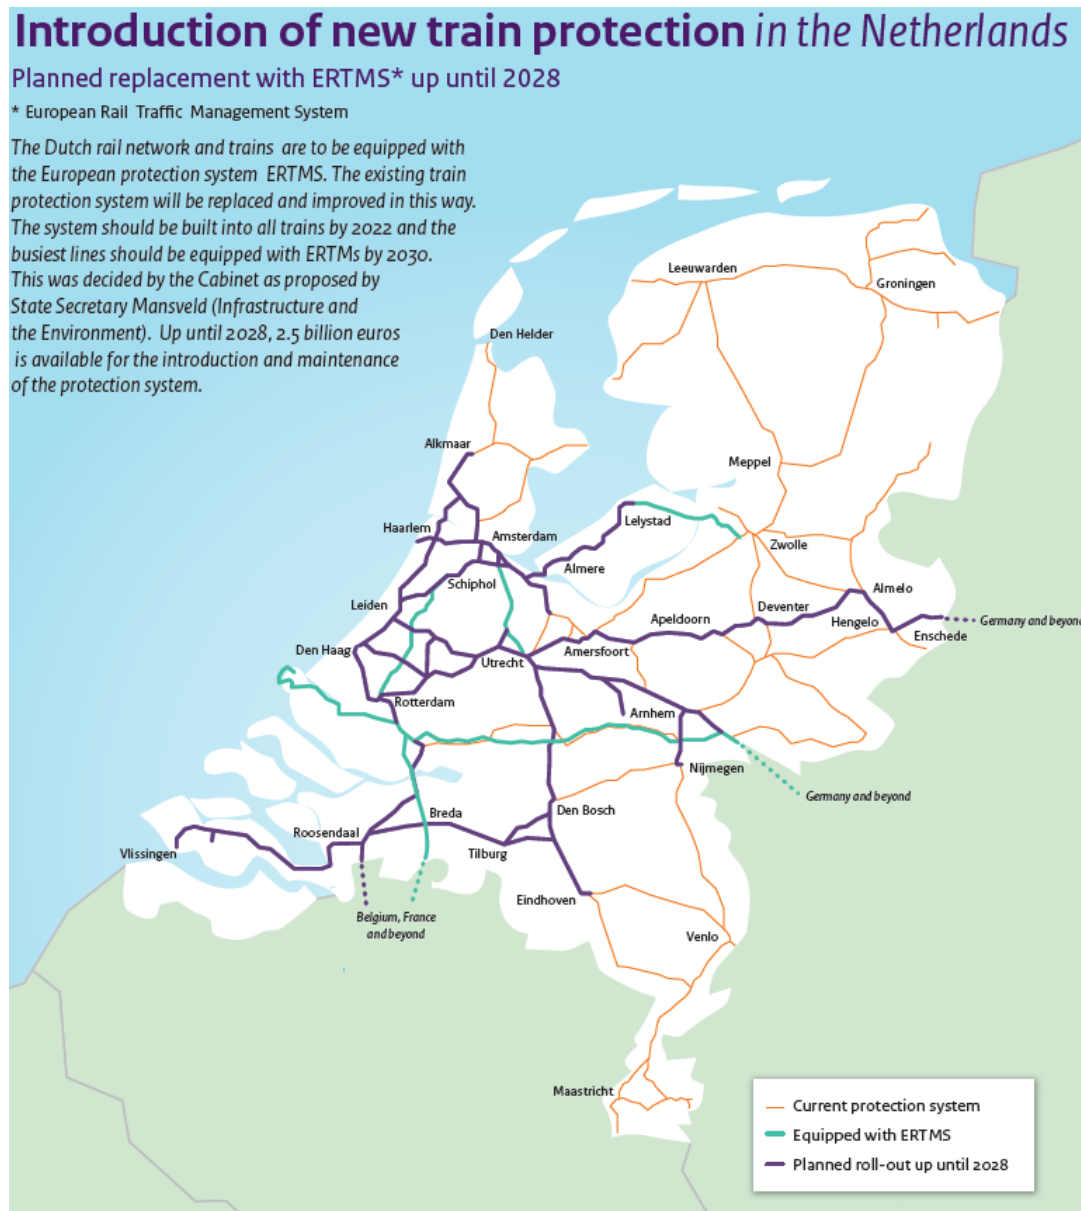 Introduction of new train protection in the Netherlands
Planned replacement with ERTMS* up until 2028
* European Rail Traffic Management System
The Dutch rail network and trains are to be equipped with
the European protection system ERTMS. The existing train
protection system will be replaced and improved in this way.
The system should be built into all trains by 2022 and the
busiest lines should be equipped with ERTMs by 2030.
This was decided by the Cabinet as proposed by
State Secretary Mansveld (Infrastructure and
the Environment). Up until 2028, 2.5 billion euros
is available for the introduction and maintenance
of the protection system.
Leeuwarden
Groningen
Den Helder
Alkmaar
Meppel
Haarlem
Amsterdam
Lelystad
Zwolle
Almere
Schiphol
Almelo
Leiden
Deventer
Apeldoorn
Hengelo
Germany and beyond
Enschede
Den Haag
Utrecht
Amersfoort
Rotterdam
Arnhem
Nijmegen
Germany and beyond
Den Bosch
Breda
Roosendaal
Vlissingen
Tilburg
Eindhoven
Belgium, France
and beyond
Venlo
Maastricht
Current protection system
Equipped with ERTMS
Planned roll-out up until 2028